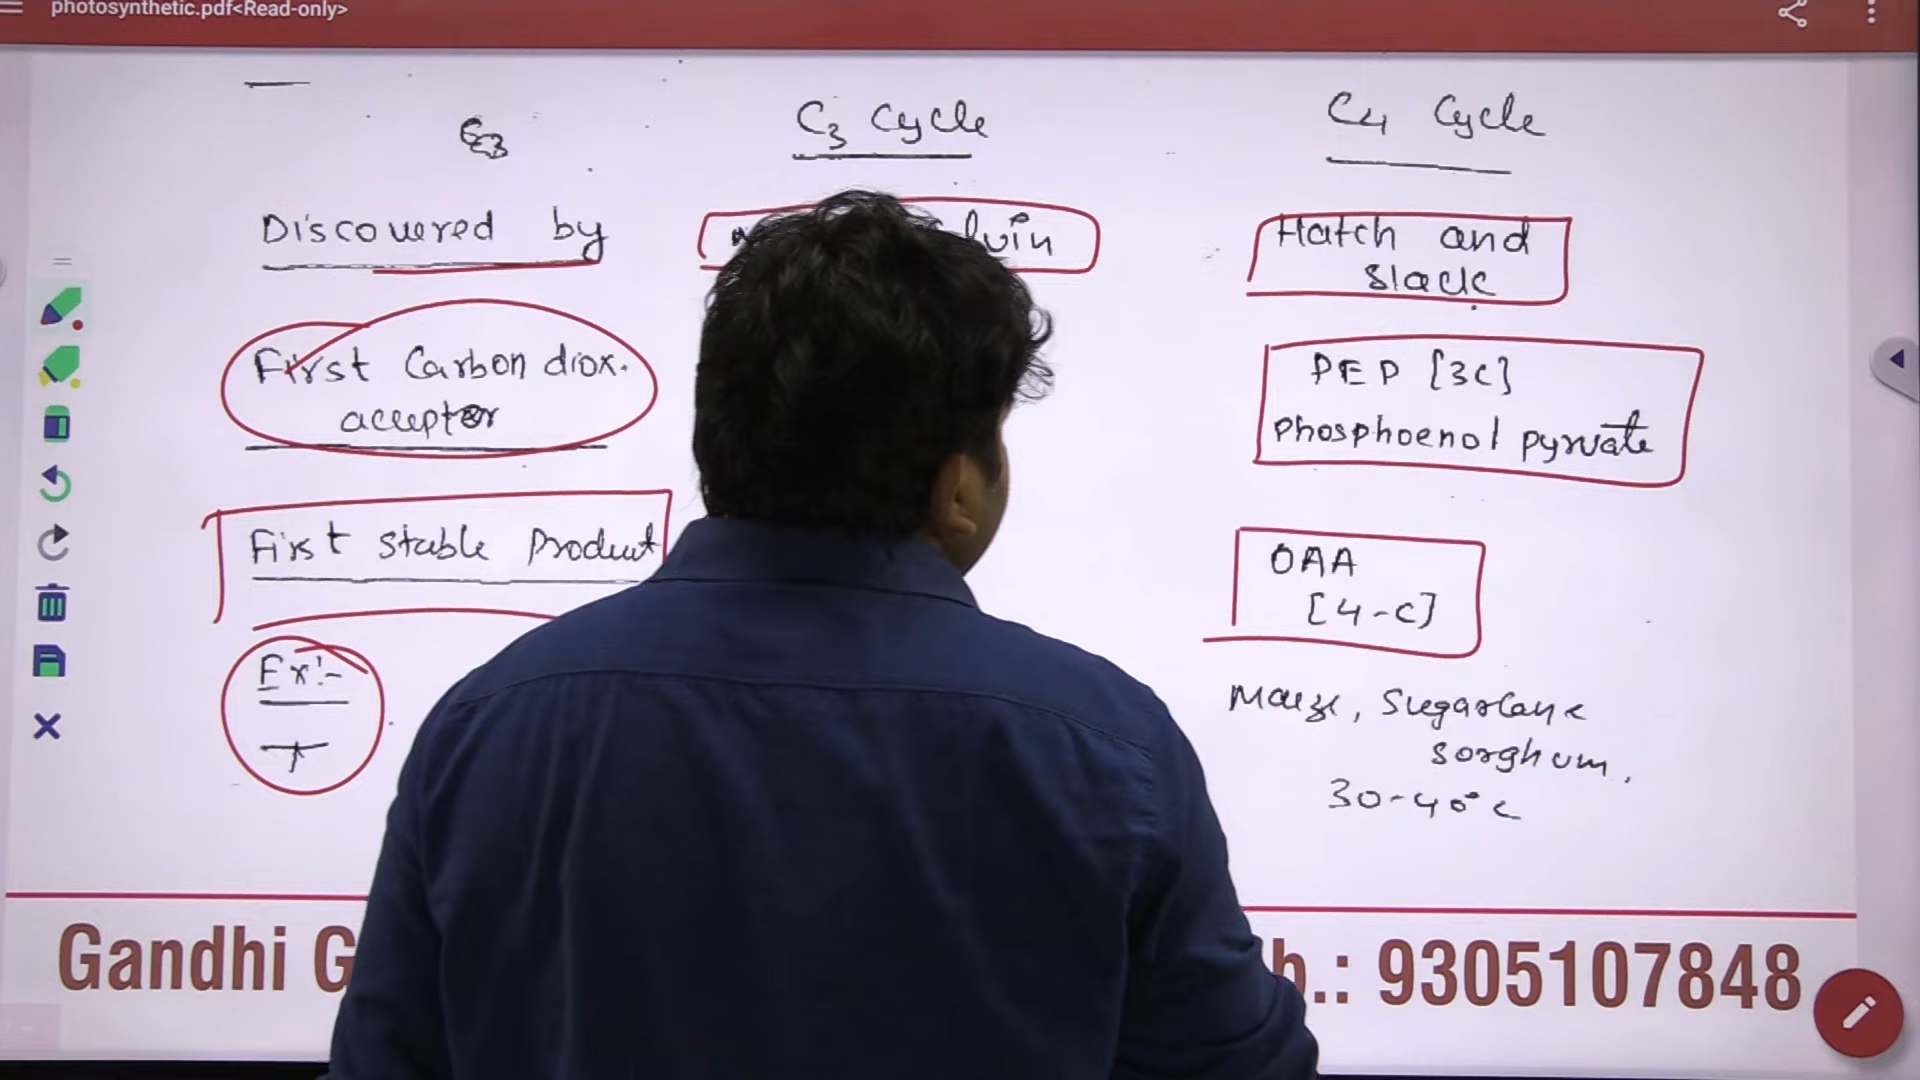 photosynthetic.pdf<Read-only>
C3 Cycle
C4 Cycle
Discovered by
Hatch and
Slack
First Carbon diox.
acceptor
PEP [3C]
Phosphoenol pyruvate
First stable Product
OAA
[4-C]
Ex:-
T
Maize, Sugarcane
Sorghum.
30-40°C
Gandhi G
b.: 9305107848